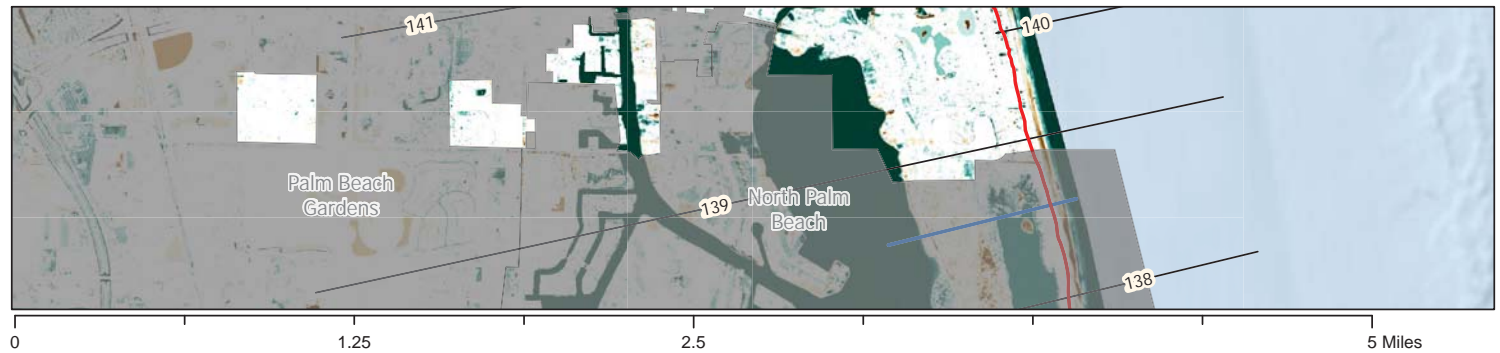 141
140
Palm Beach
Gardens
139
North Palm
Beach
138
0
1.25
2.5
5 Miles